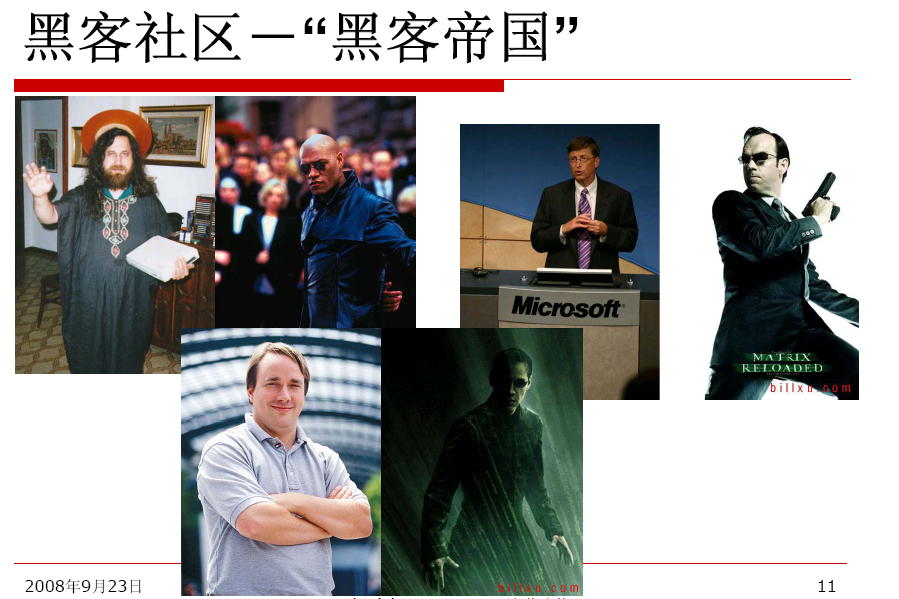 黑客社区－“黑客帝国”
Microsoft
MATRIX
RELOADED
billxu.com
billxu.com
2008年9月23日
11